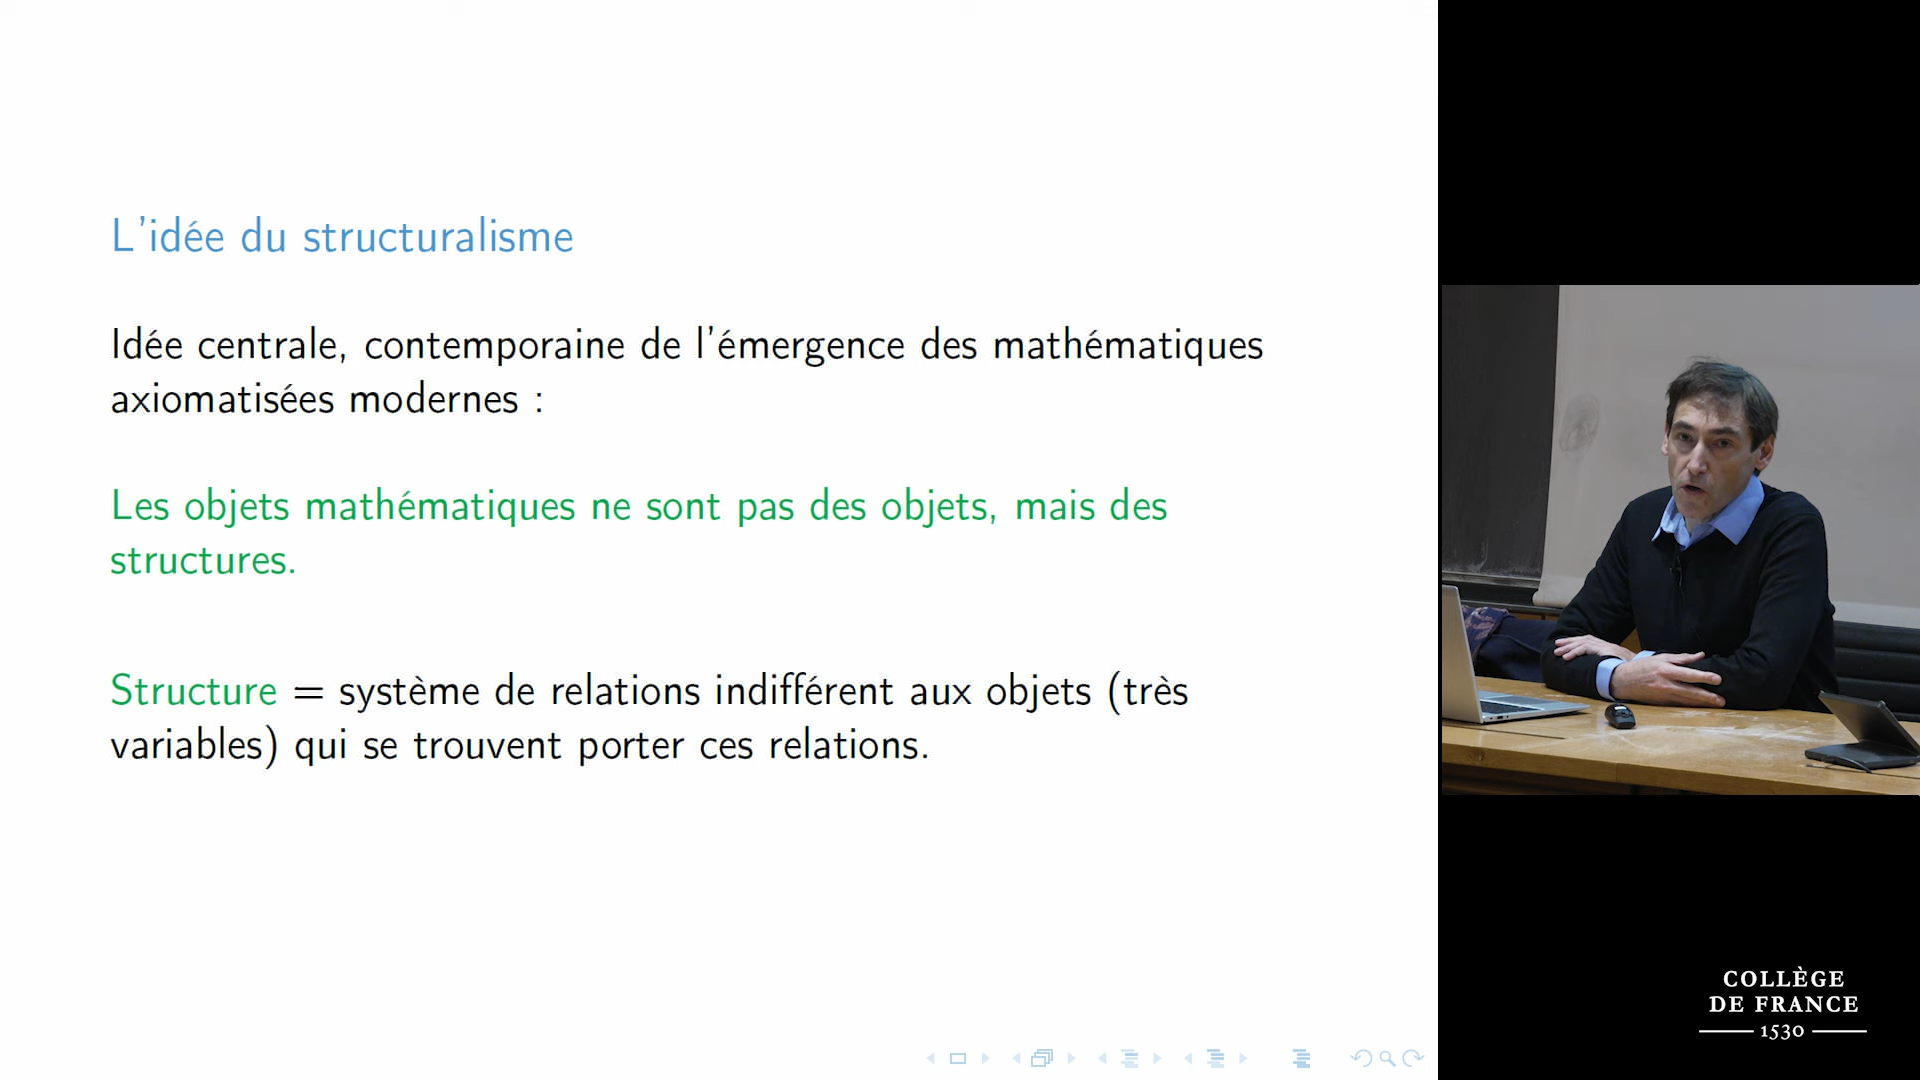 L'idée du structuralisme
Idée centrale, contemporaine de l'émergence des mathématiques
axiomatisées modernes :
Les objets mathématiques ne sont pas des objets, mais des
structures.
Structure = système de relations indifférent aux objets (très
variables) qui se trouvent porter ces relations.
COLLÈGE
DE FRANCE
1530